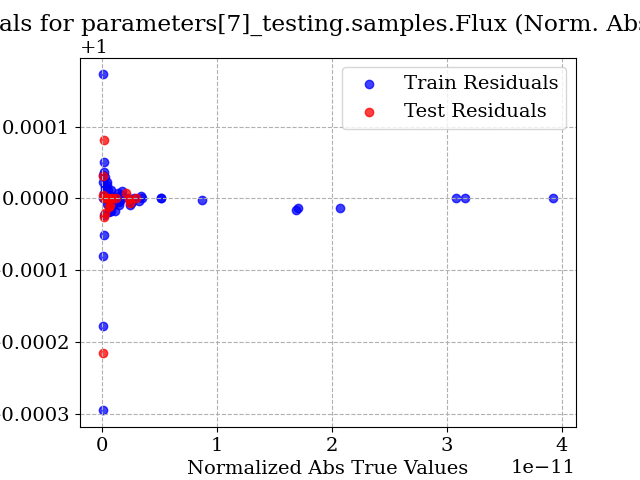 als for parameters[7]_testing.samples.Flux (Norm. Abs
+1
Train Residuals
Test Residuals
0.0001
0.0000
0.0001
0.0002
0.0003
0 1 2 3 4
Normalized Abs True Values 1e−11